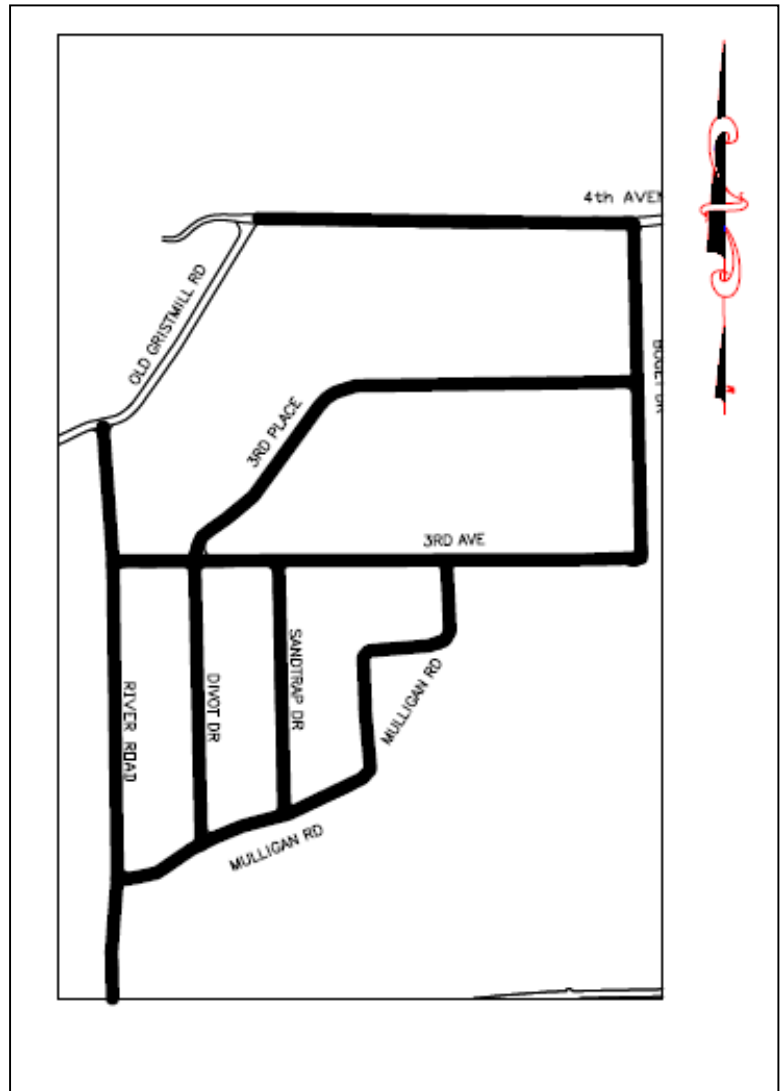 4th AVEN
OLD GRISTMILL RD
3RD PLACE
3RD AVE
RIVER ROAD
DIVOT DR
SANDTRAP DR
MULLIGAN RD
MULLIGAN RD